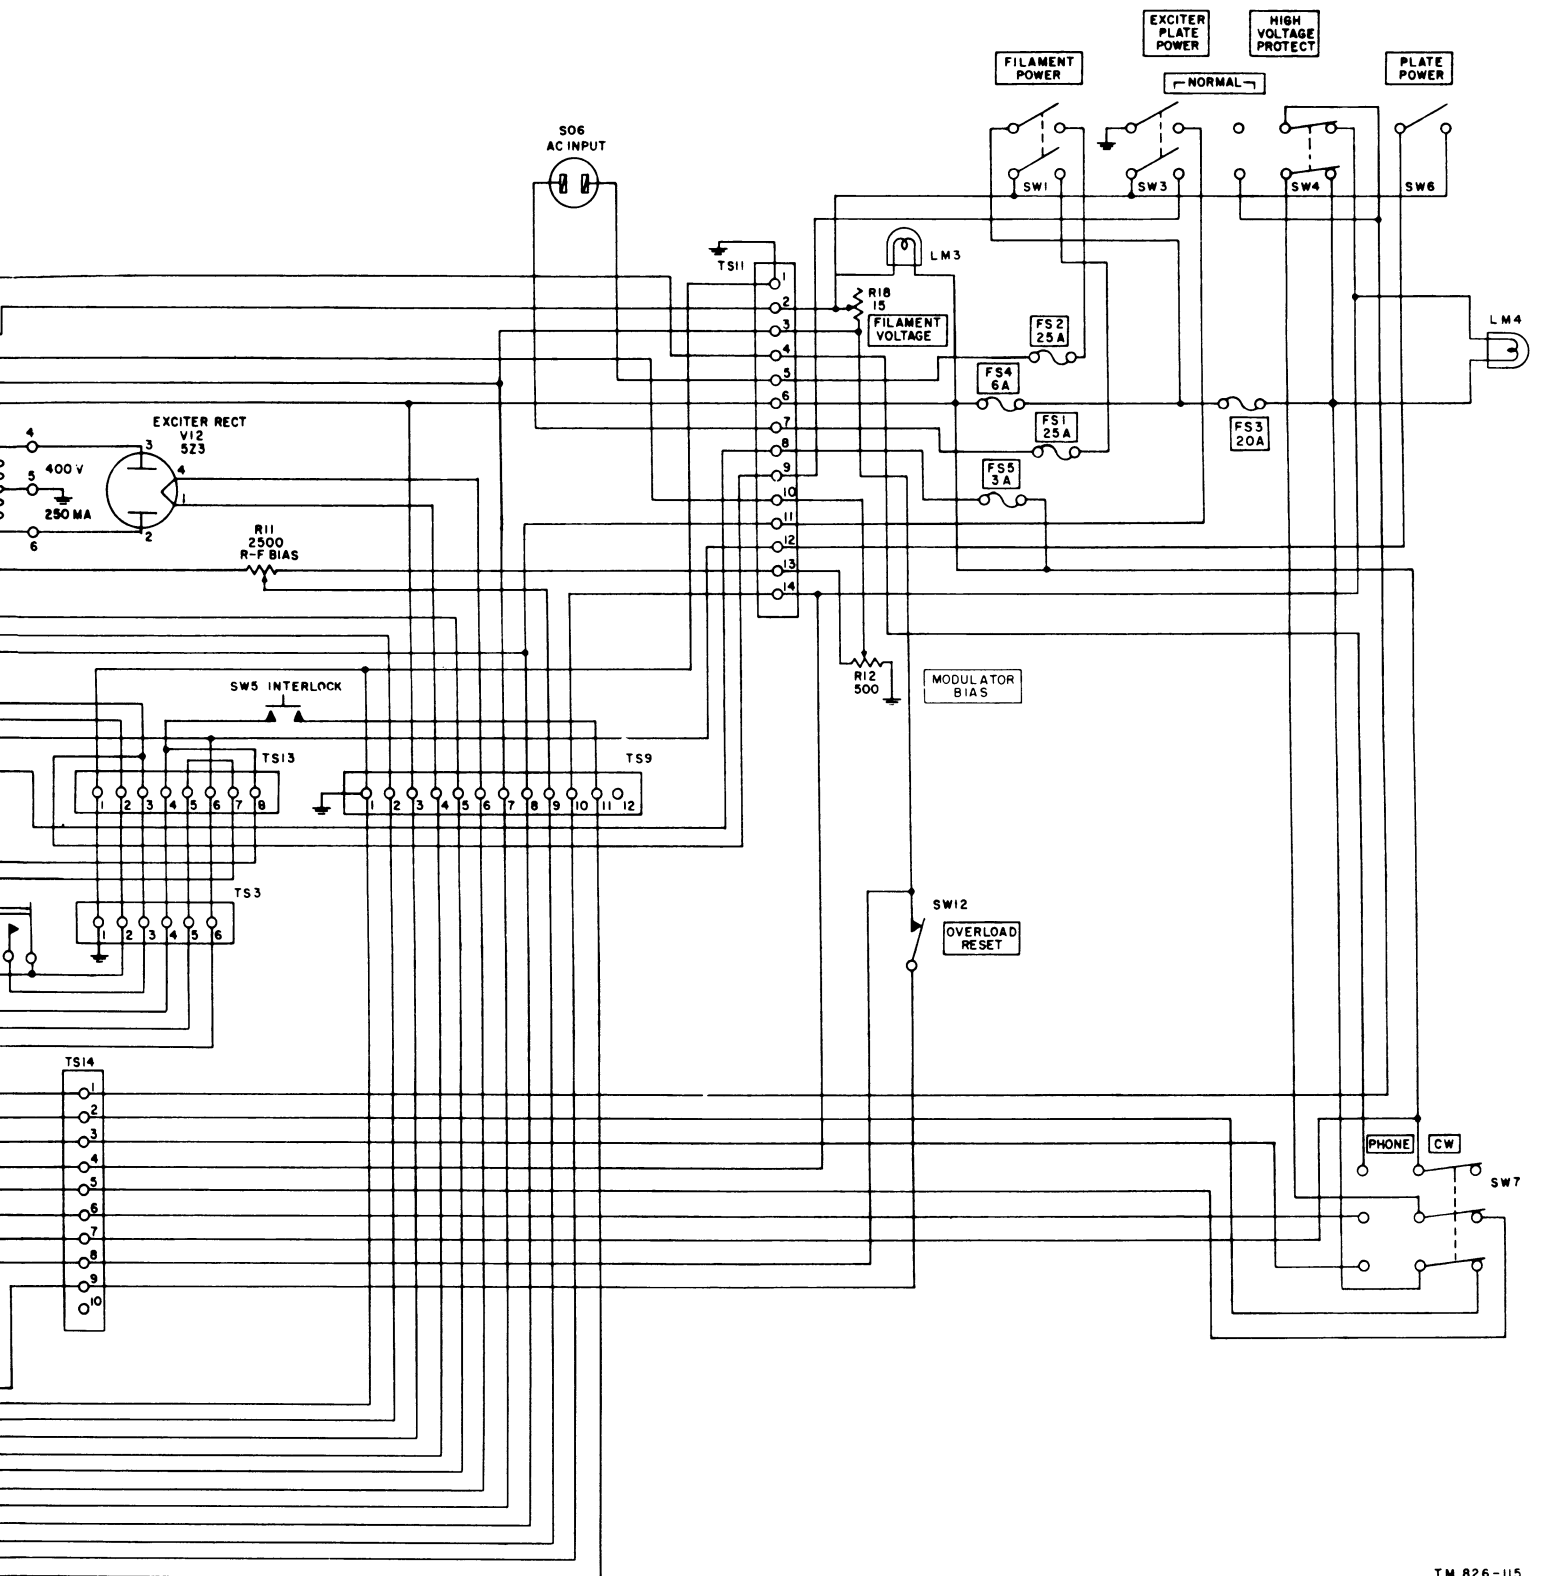 EXCITER
PLATE
POWER
HIGH
VOLTAGE
PROTECT
FILAMENT
POWER
NORMAL
PLATE
POWER
SO6
AC INPUT
SW1
SW3
SW4
SW6
TS11
LM3
1
2
3
4
5
6
7
8
9
10
11
12
13
14
R18
15
FILAMENT
VOLTAGE
FS2
25A
FS4
6A
FS1
25A
FS5
3A
FS3
20A
LM4
EXCITER RECT
V12
5Z3
4
5
6
400 V
250 MA
3
4
1
2
R11
2500
R-F BIAS
R12
500
MODULATOR
BIAS
SW5 INTERLOCK
TS13
1
2
3
4
5
6
7
8
TS9
1
2
3
4
5
6
7
8
9
10
11
12
TS3
1
2
3
4
5
6
SW12
OVERLOAD
RESET
TS14
1
2
3
4
5
6
7
8
9
10
PHONE
CW
SW7
TM 826-115